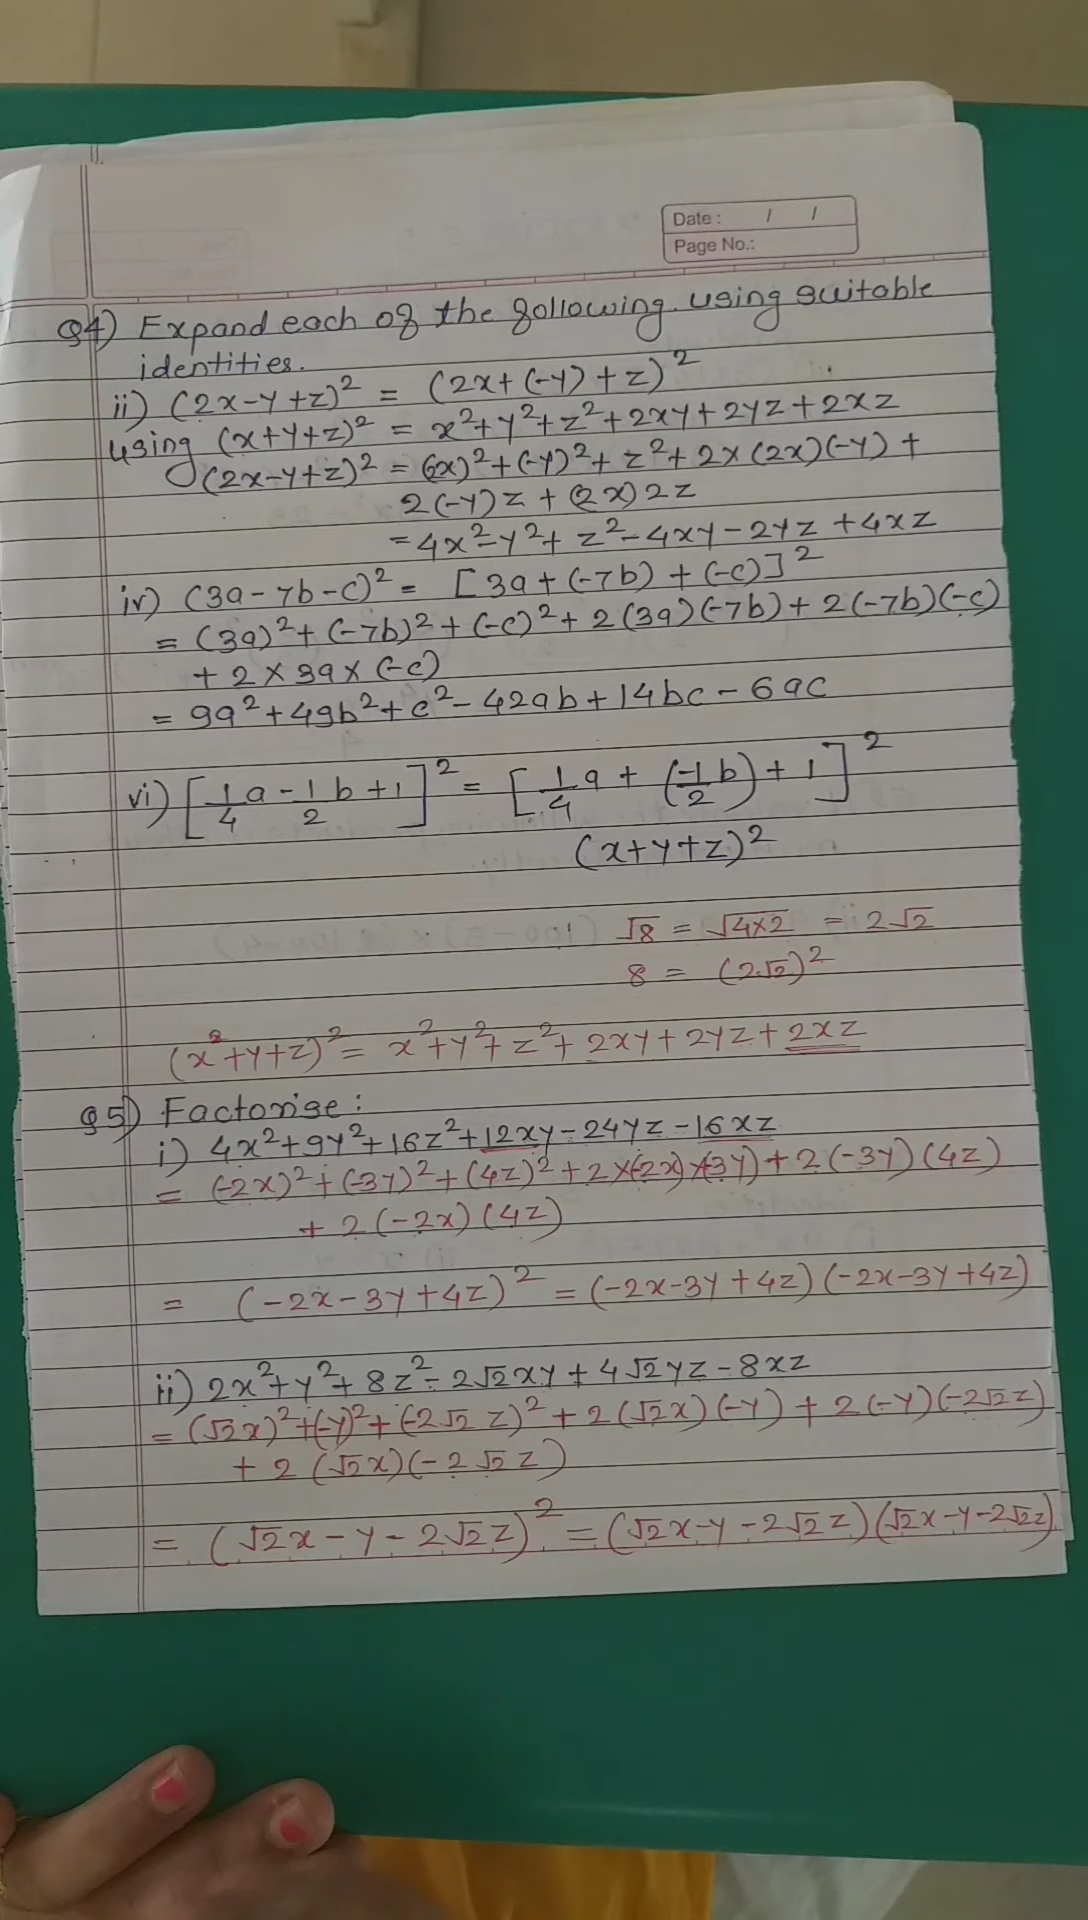 Date : / /
Page No.:
Q4) Expand each of the following using suitable
identities.
ii) (2x-y+z)² = (2x+(-y)+z)²
using (x+y+z)² = x²+y²+z²+2xy+2yz+2xz
(2x-y+z)² = (2x)²+(-y)²+z²+2×(2x)(-y)+
2(-y)z + (2x)2z
=4x²-y²+z²-4xy-2yz+4xz
iv) (3a-7b-c)² = [3a+(-7b)+(-c)]²
= (3a)²+(-7b)²+(-c)²+2(3a)(-7b)+2(-7b)(-c)
+2×3a×(-c)
= 9a²+49b²+c²-42ab+14bc-6ac
vi) [1/4 a - 1/2 b + 1]² = [1/4 a + (-1/2 b) + 1]²
(x+y+z)²
√8 = √4×2 = 2√2
8 = (2√2)²
(x²+y+z)² = x²+y²+z²+2xy+2yz+2xz
Q5) Factorise:
i) 4x²+9y²+16z²+12xy-24yz-16xz
= (-2x)²+(-3y)²+(4z)²+2×(-2x)×(-3y)+2(-3y)(4z)
+2(-2x)(4z)
= (-2x-3y+4z)² = (-2x-3y+4z)(-2x-3y+4z)
ii) 2x²+y²+8z²-2√2xy+4√2yz-8xz
= (√2x)²+(-y)²+(-2√2z)²+2(√2x)(-y)+2(-y)(-2√2z)
+2(√2x)(-2√2z)
= (√2x-y-2√2z)² = (√2x-y-2√2z)(√2x-y-2√2z)